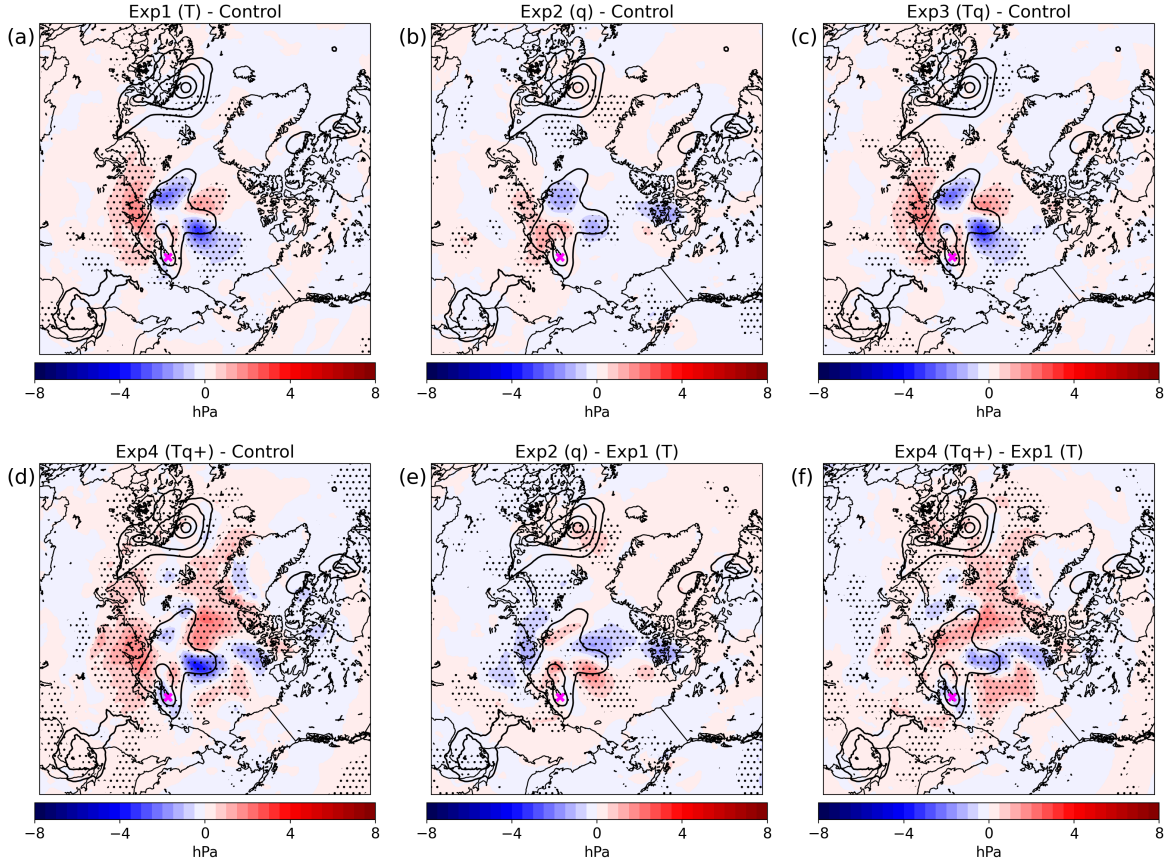 Exp1 (T) - Control
Exp2 (q) - Control
Exp3 (Tq) - Control
(a)
(b)
(c)
−8 −4 0 4 8
hPa
−8 −4 0 4 8
hPa
−8 −4 0 4 8
hPa
Exp4 (Tq+) - Control
Exp2 (q) - Exp1 (T)
Exp4 (Tq+) - Exp1 (T)
(d)
(e)
(f)
−8 −4 0 4 8
hPa
−8 −4 0 4 8
hPa
−8 −4 0 4 8
hPa